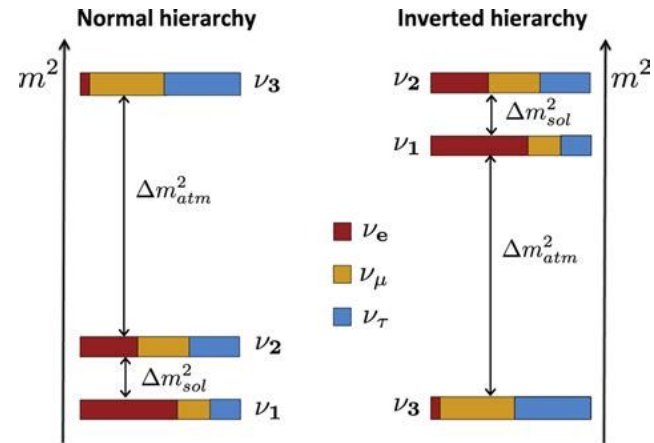 Normal hierarchy
m²
ν₃
Δm²atm
ν₂
Δm²sol
ν₁
νe
νμ
ντ
Inverted hierarchy
m²
ν₂
Δm²sol
ν₁
Δm²atm
ν₃